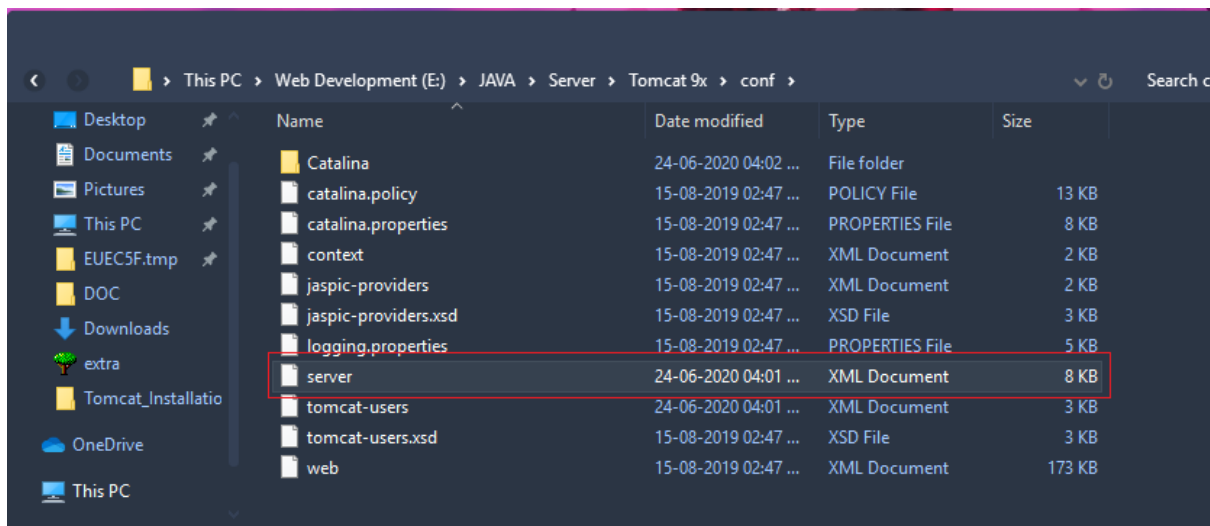 This PC > Web Development (E:) > JAVA > Server > Tomcat 9x > conf >
Search c
Desktop
Documents
Pictures
This PC
EUEC5F.tmp
DOC
Downloads
extra
Tomcat_Installatio
OneDrive
This PC
Name Date modified Type Size
Catalina 24-06-2020 04:02 ... File folder
catalina.policy 15-08-2019 02:47 ... POLICY File 13 KB
catalina.properties 15-08-2019 02:47 ... PROPERTIES File 8 KB
context 15-08-2019 02:47 ... XML Document 2 KB
jaspic-providers 15-08-2019 02:47 ... XML Document 2 KB
jaspic-providers.xsd 15-08-2019 02:47 ... XSD File 3 KB
logging.properties 15-08-2019 02:47 ... PROPERTIES File 5 KB
server 24-06-2020 04:01 ... XML Document 8 KB
tomcat-users 24-06-2020 04:01 ... XML Document 3 KB
tomcat-users.xsd 15-08-2019 02:47 ... XSD File 3 KB
web 15-08-2019 02:47 ... XML Document 173 KB